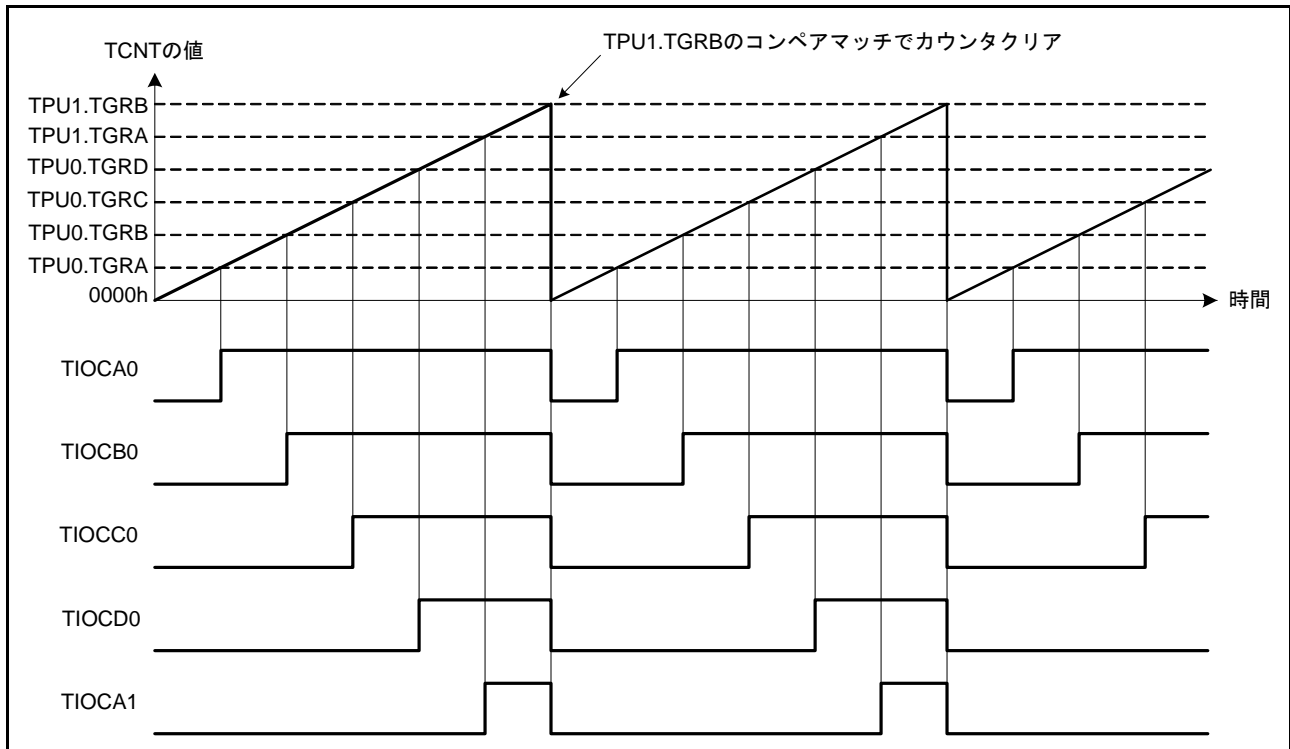 TPU1.TGRBのコンペアマッチでカウンタクリア
TCNTの値
TPU1.TGRB
TPU1.TGRA
TPU0.TGRD
TPU0.TGRC
TPU0.TGRB
TPU0.TGRA
0000h
時間
TIOCA0
TIOCB0
TIOCC0
TIOCD0
TIOCA1